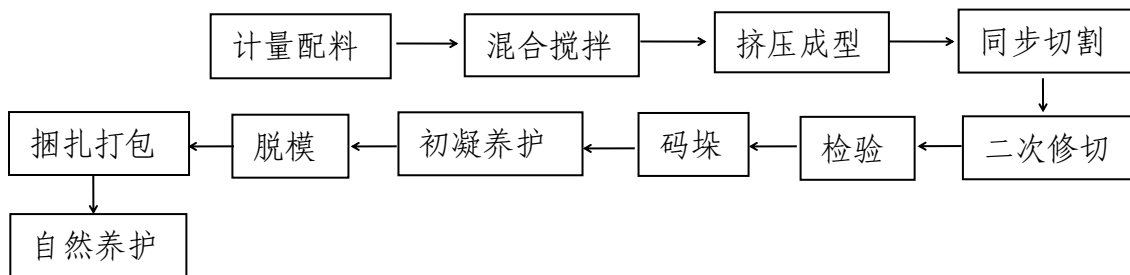 计量配料
混合搅拌
挤压成型
同步切割
二次修切
检验
码垛
初凝养护
脱模
捆扎打包
自然养护